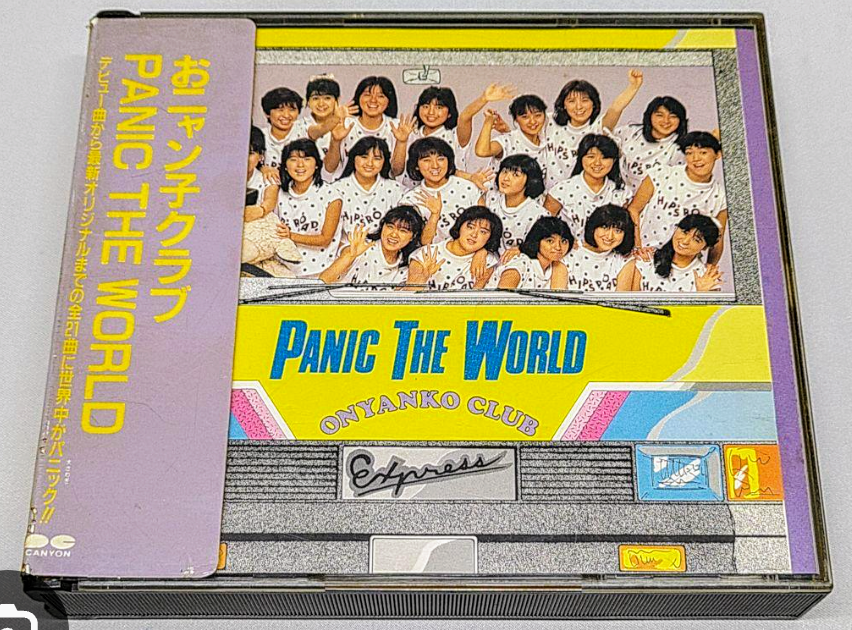 おニャン子クラブ
PANIC THE WORLD
デビュー曲から最新オリジナルまでの全21曲に世界中がパニック!!
CANYON
PANIC THE WORLD
ONYANKO CLUB
Express